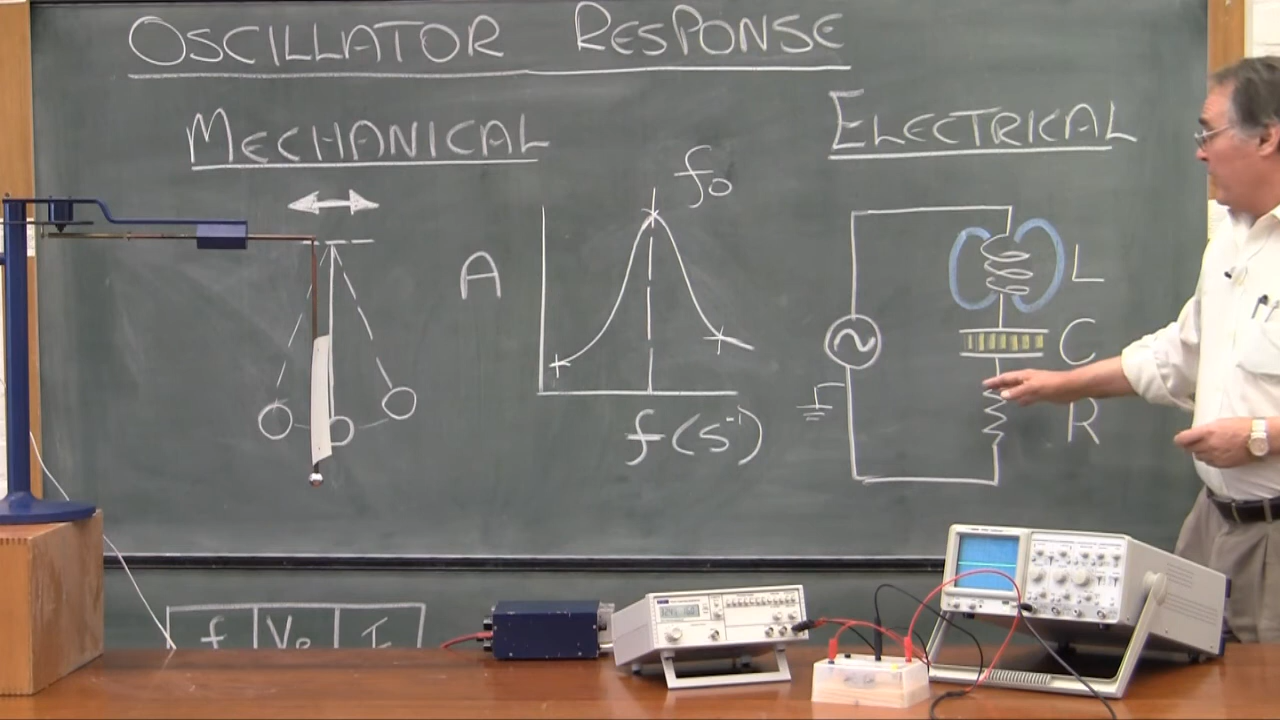 OSCILLATOR RESPONSE
MECHANICAL
ELECTRICAL
f₀
A
L
C
R
f(s⁻¹)
f V₀ I